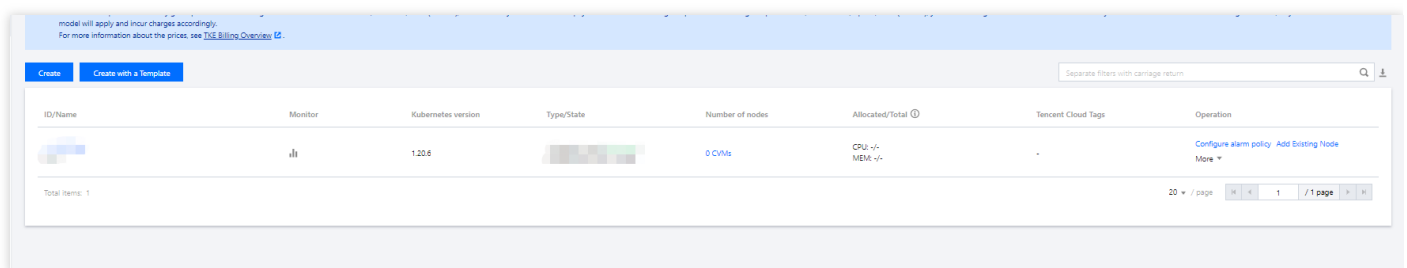 model will apply and incur charges accordingly.
For more information about the prices, see TKE Billing Overview.
Create
Create with a Template
Separate filters with carriage return
ID/Name
Monitor
Kubernetes version
Type/State
Number of nodes
Allocated/Total
Tencent Cloud Tags
Operation
1.20.6
0 CVMs
CPU: -/-
MEM: -/-
-
Configure alarm policy Add Existing Node
More
Total items: 1
20 / page
1
/ 1 page